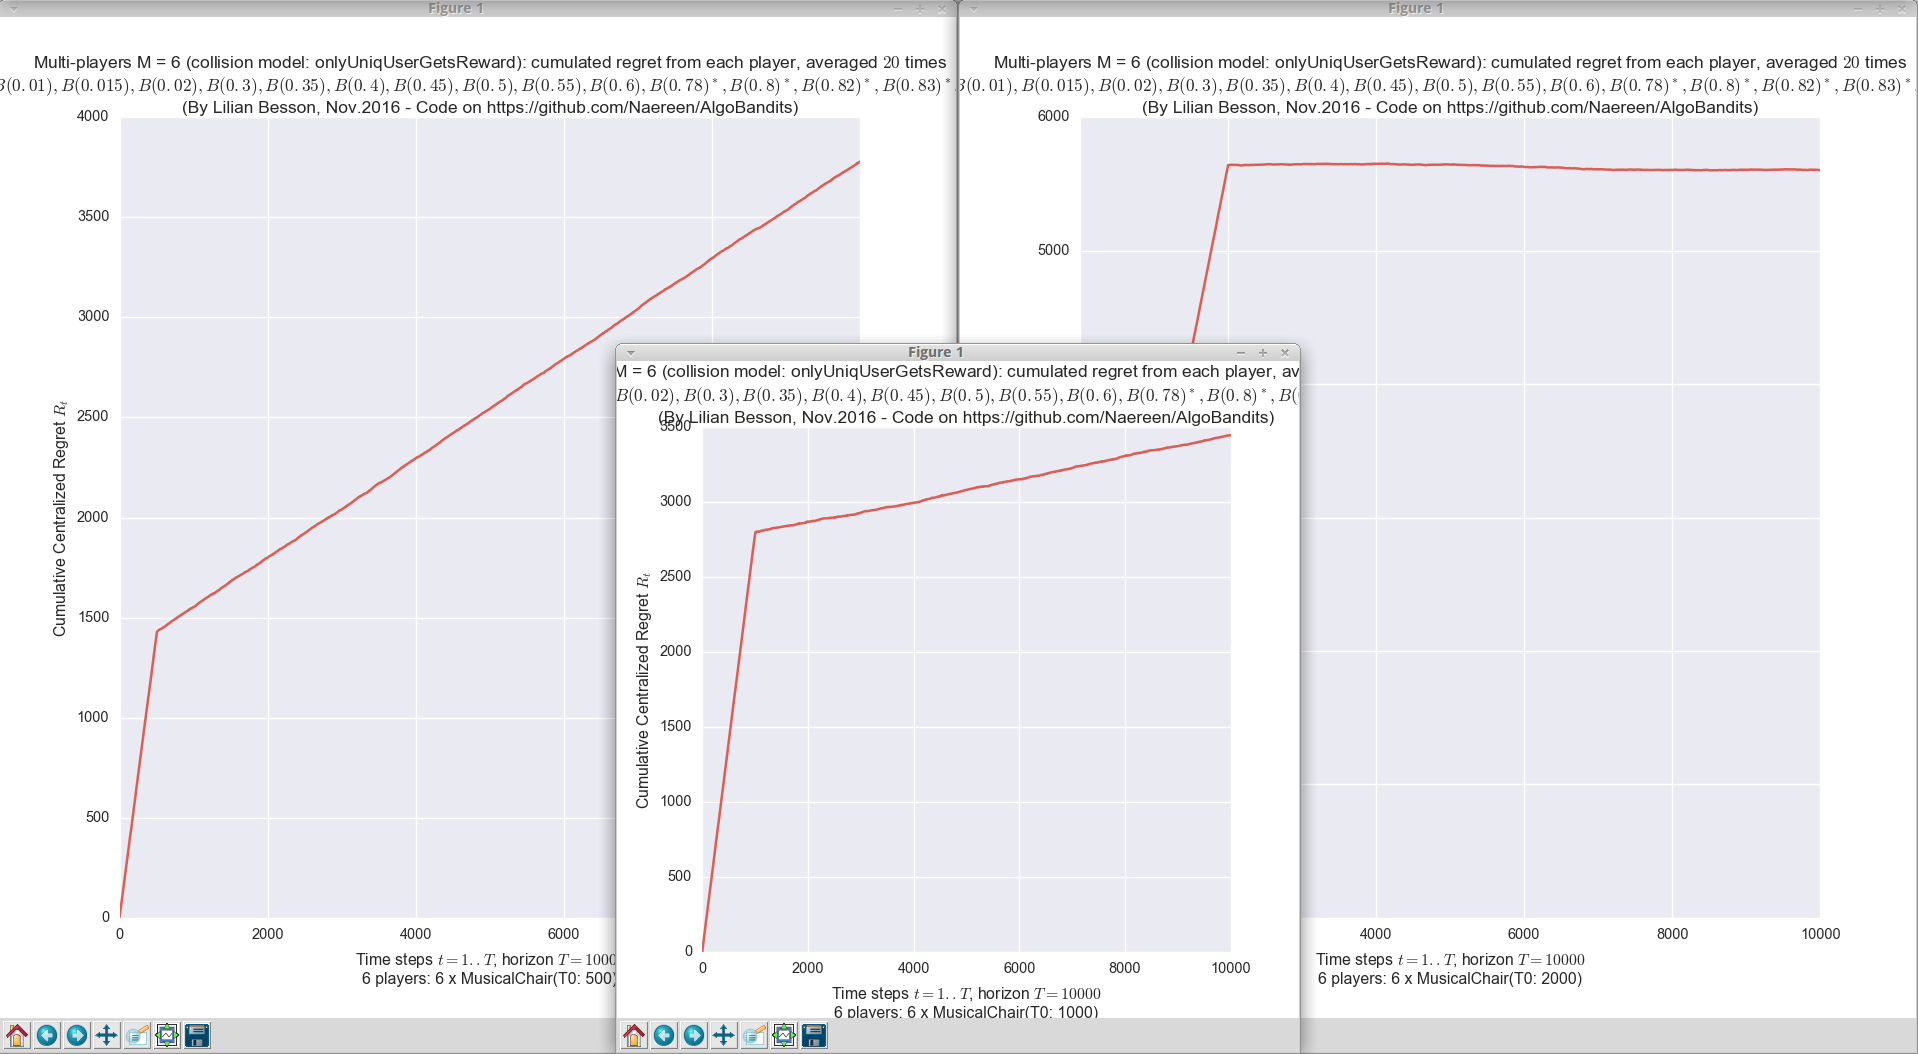 Figure 1
Multi-players M = 6 (collision model: onlyUniqUserGetsReward): cumulated regret from each player, averaged 20 times
B(0.01), B(0.015), B(0.02), B(0.3), B(0.35), B(0.4), B(0.45), B(0.5), B(0.55), B(0.6), B(0.78)*, B(0.8)*, B(0.82)*, B(0.83)*
(By Lilian Besson, Nov.2016 - Code on https://github.com/Naereen/AlgoBandits)
4000
3500
3000
2500
2000
1500
1000
500
0
Cumulative Centralized Regret R_t
0 2000 4000 6000
Time steps t = 1..T, horizon T = 1000
6 players: 6 x MusicalChair(T0: 500)
Figure 1
Multi-players M = 6 (collision model: onlyUniqUserGetsReward): cumulated regret from each player, averaged 20 times
B(0.01), B(0.015), B(0.02), B(0.3), B(0.35), B(0.4), B(0.45), B(0.5), B(0.55), B(0.6), B(0.78)*, B(0.8)*, B(0.82)*, B(0.83)*
(By Lilian Besson, Nov.2016 - Code on https://github.com/Naereen/AlgoBandits)
6000
5000
4000 6000 8000 10000
Time steps t = 1..T, horizon T = 10000
6 players: 6 x MusicalChair(T0: 2000)
Figure 1
M = 6 (collision model: onlyUniqUserGetsReward): cumulated regret from each player, av
B(0.02), B(0.3), B(0.35), B(0.4), B(0.45), B(0.5), B(0.55), B(0.6), B(0.78)*, B(0.8)*, B(
(By Lilian Besson, Nov.2016 - Code on https://github.com/Naereen/AlgoBandits)
3500
3000
2500
2000
1500
1000
500
0
Cumulative Centralized Regret R_t
0 2000 4000 6000 8000 10000
Time steps t = 1..T, horizon T = 10000
6 players: 6 x MusicalChair(T0: 1000)